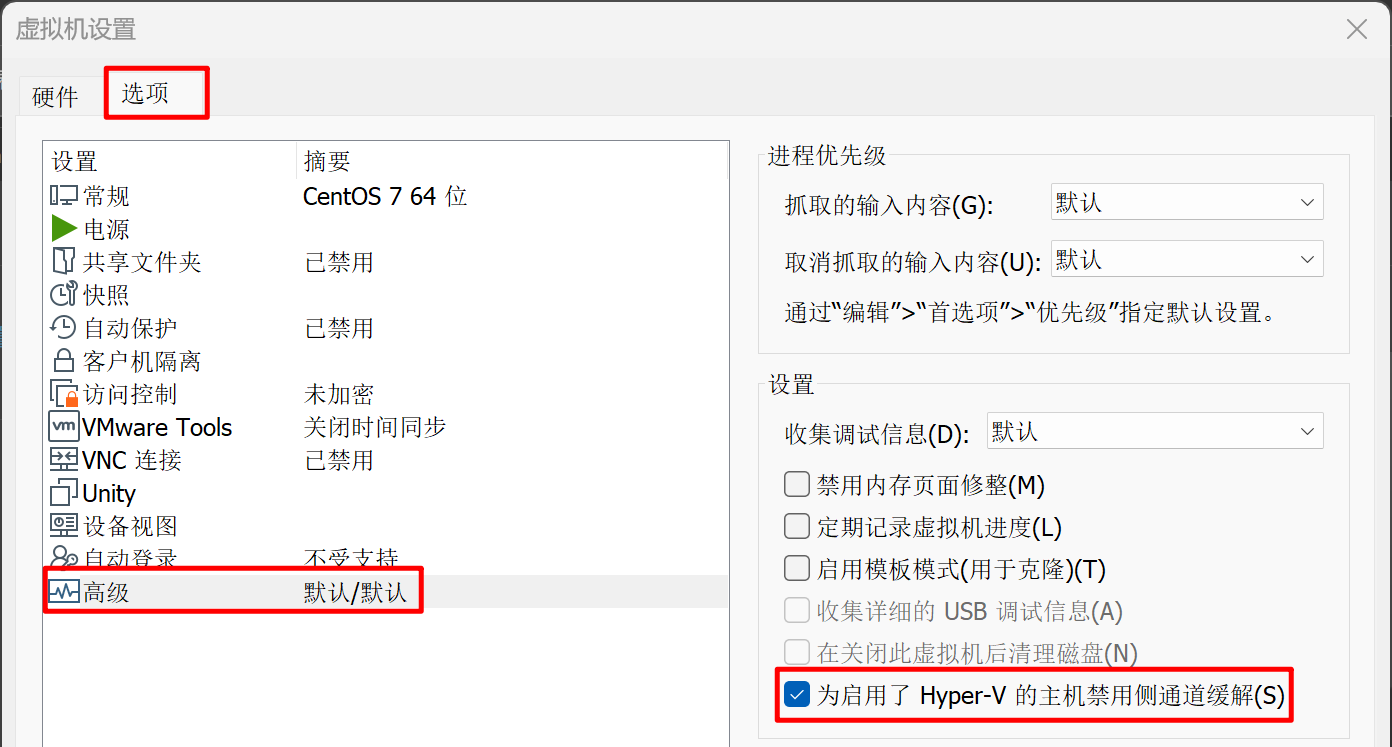 虚拟机设置
硬件 选项
设置 摘要
常规 CentOS 7 64 位
电源
共享文件夹 已禁用
快照
自动保护 已禁用
客户机隔离
访问控制 未加密
VMware Tools 关闭时间同步
VNC 连接 已禁用
Unity
设备视图
自动登录 不受支持
高级 默认/默认
进程优先级
抓取的输入内容(G): 默认
取消抓取的输入内容(U): 默认
通过“编辑”>“首选项”>“优先级”指定默认设置。
设置
收集调试信息(D): 默认
禁用内存页面修整(M)
定期记录虚拟机进度(L)
启用模板模式(用于克隆)(T)
收集详细的 USB 调试信息(A)
在关闭此虚拟机后清理磁盘(N)
为启用了 Hyper-V 的主机禁用侧通道缓解(S)